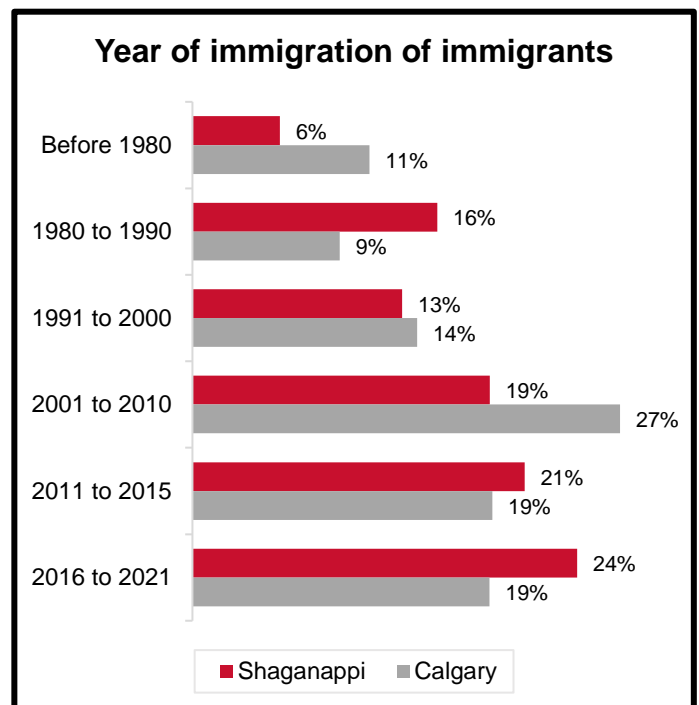 Year of immigration of immigrants
Before 1980
6%
11%
1980 to 1990
16%
9%
1991 to 2000
13%
14%
2001 to 2010
19%
27%
2011 to 2015
21%
19%
2016 to 2021
24%
19%
Shaganappi Calgary